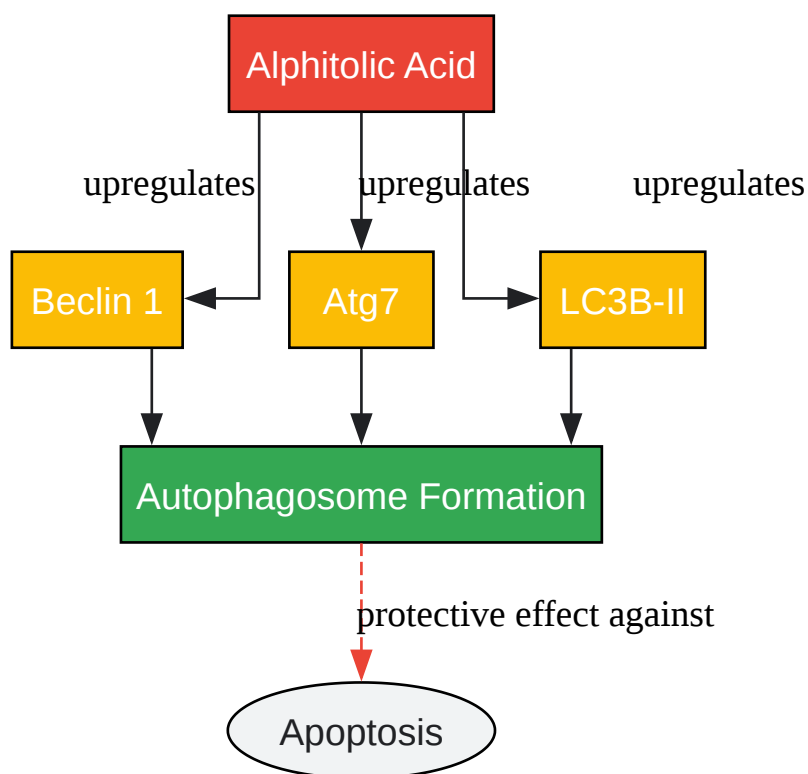 Alphitolic Acid
upregulates
upregulates
upregulates
Beclin 1
Atg7
LC3B-II
Autophagosome Formation
protective effect against
Apoptosis